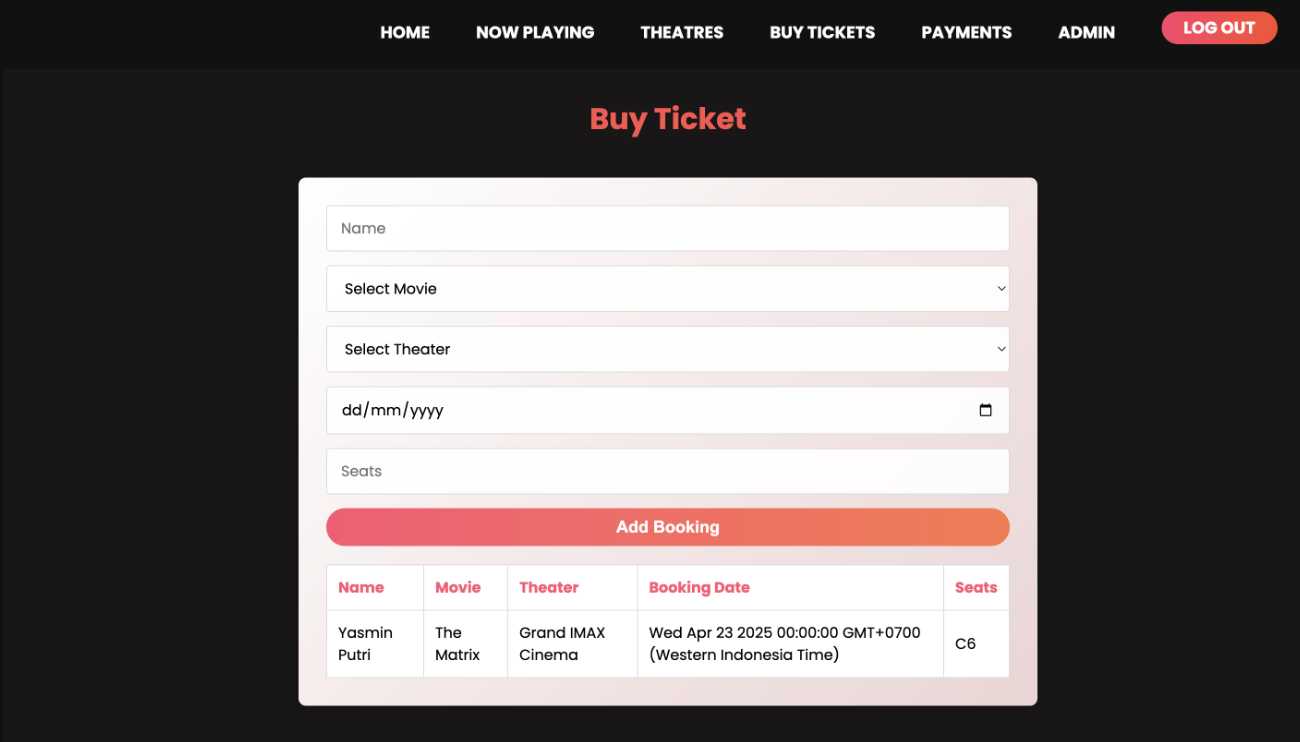 HOME NOW PLAYING THEATRES BUY TICKETS PAYMENTS ADMIN LOG OUT
Buy Ticket
Name
Select Movie
Select Theater
dd/mm/yyyy
Seats
Add Booking
Name Movie Theater Booking Date Seats
Yasmin The Grand IMAX Wed Apr 23 2025 00:00:00 GMT+0700 C6
Putri Matrix Cinema (Western Indonesia Time)